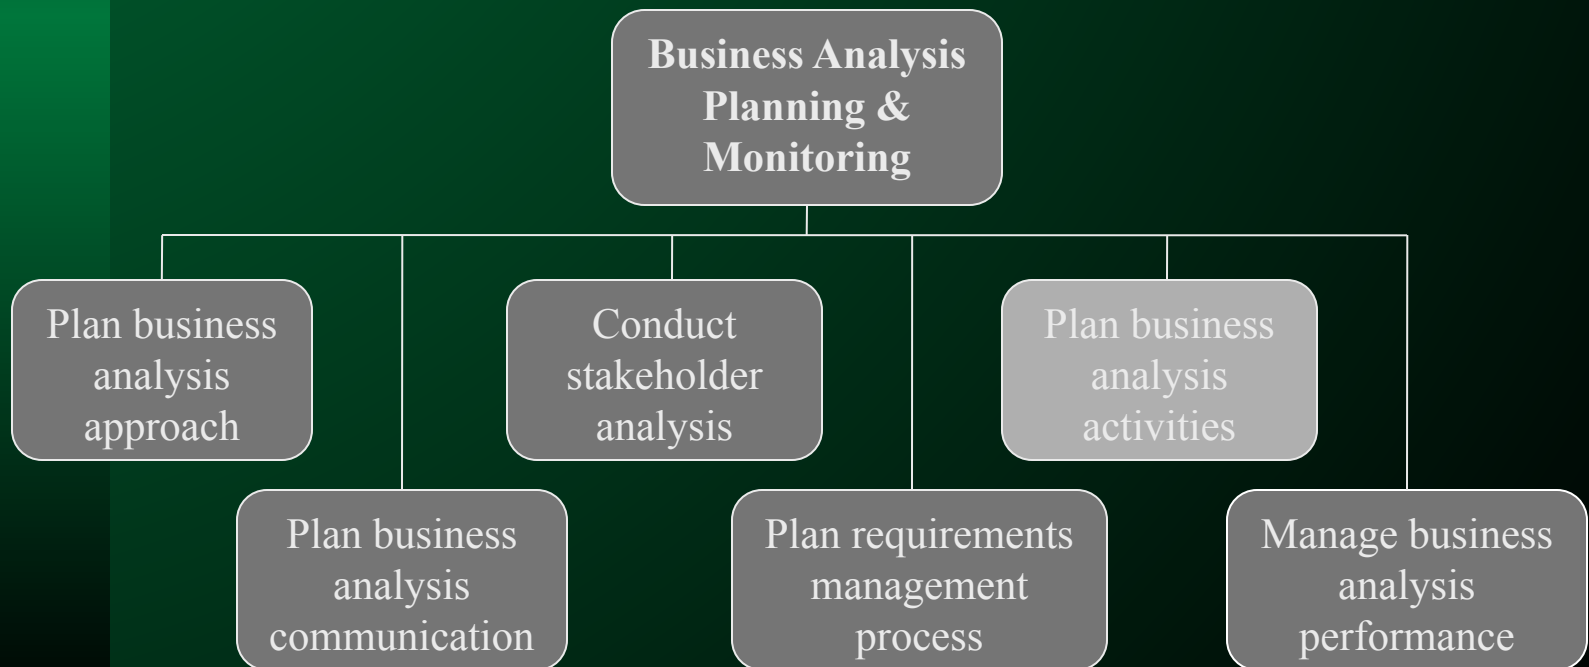 Business Analysis
Planning &
Monitoring
Plan business
analysis
approach
Conduct
stakeholder
analysis
Plan business
analysis
activities
Plan business
analysis
communication
Plan requirements
management
process
Manage business
analysis
performance